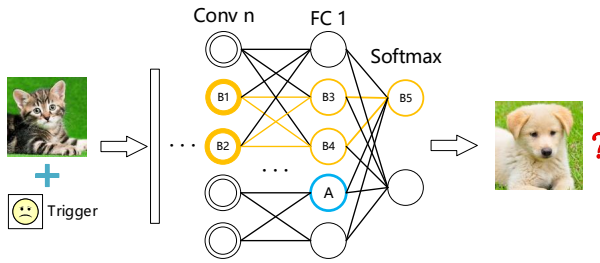 Conv n
FC 1
Softmax
B1
B3
B5
B2
B4
...
...
A
Trigger
?